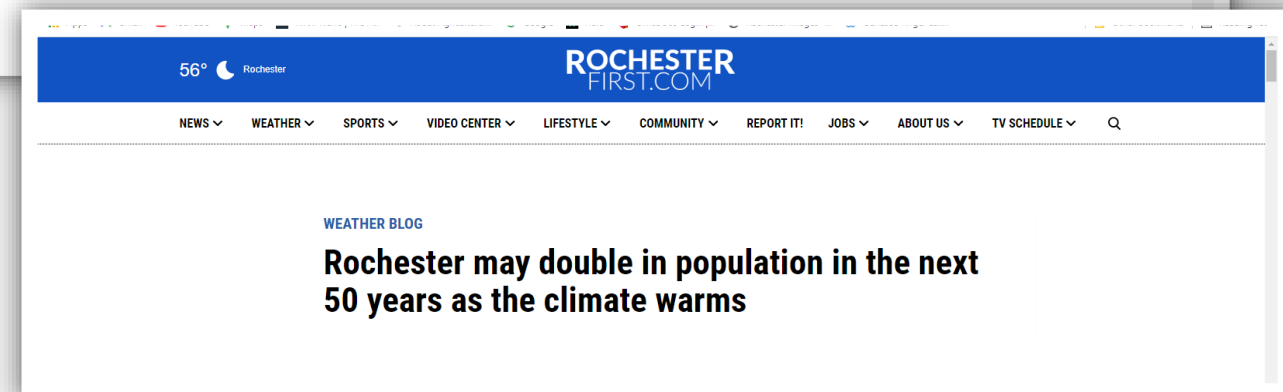 56° Rochester
ROCHESTER
FIRST.COM
NEWS WEATHER SPORTS VIDEO CENTER LIFESTYLE COMMUNITY REPORT IT! JOBS ABOUT US TV SCHEDULE
WEATHER BLOG
Rochester may double in population in the next
50 years as the climate warms